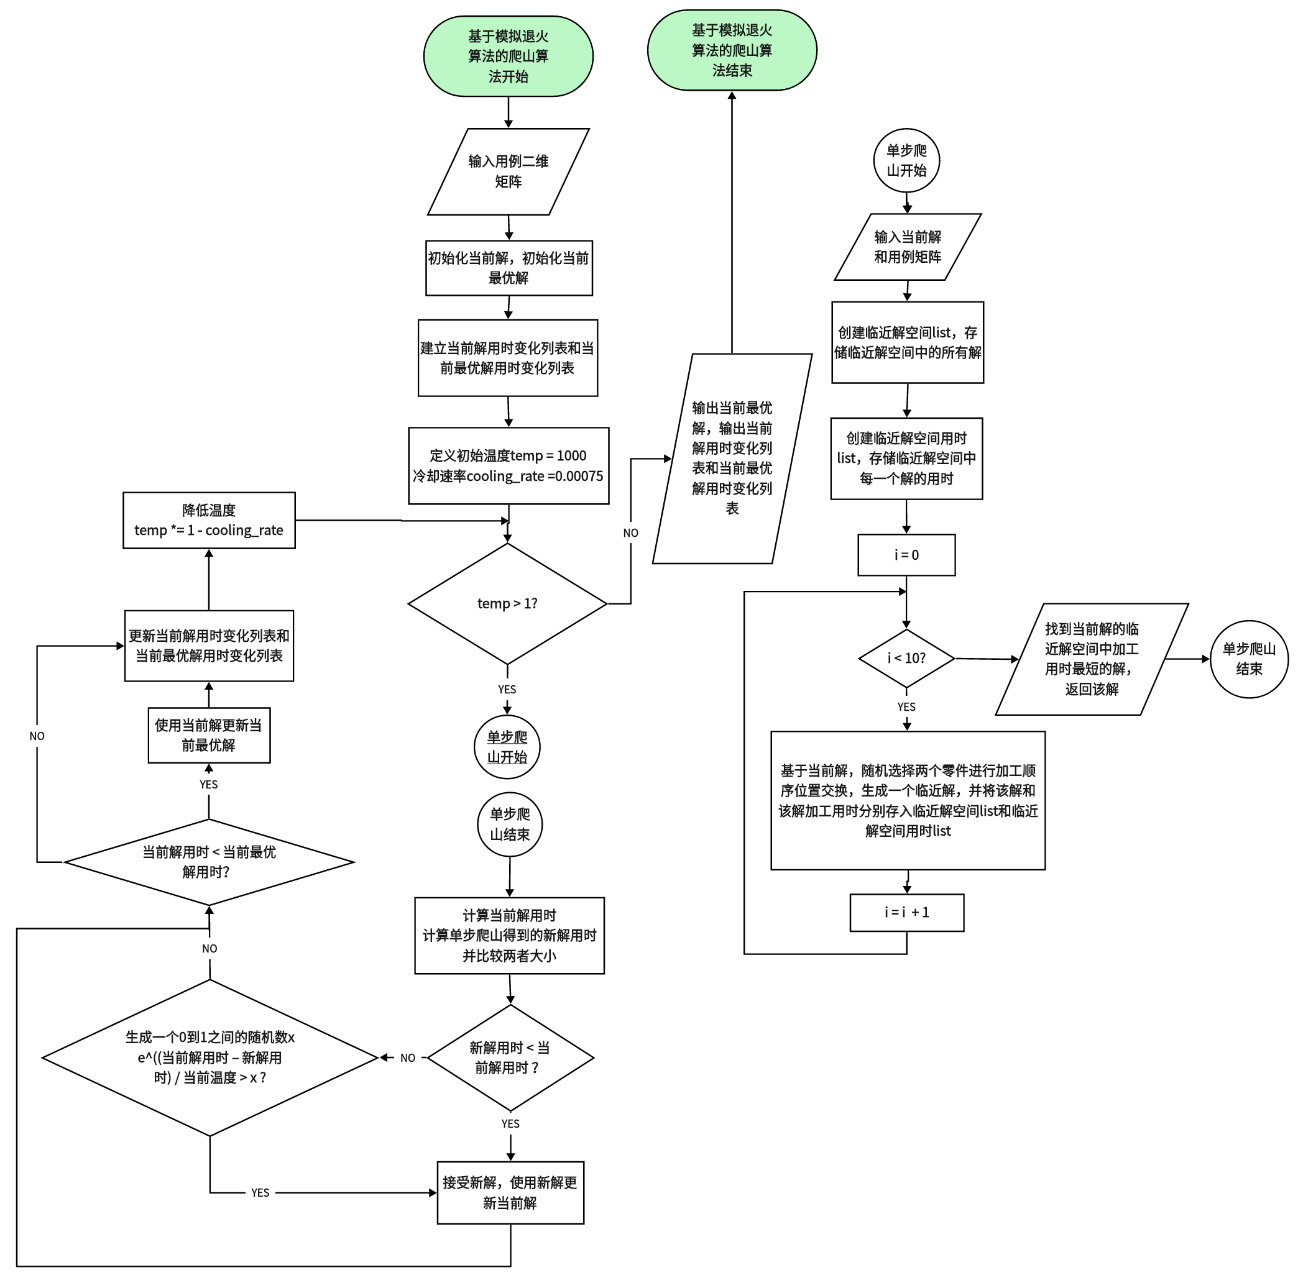 基于模拟退火
算法的爬山算
法开始
输入用例二维
矩阵
初始化当前解，初始化当前
最优解
建立当前解用时变化列表和当
前最优解用时变化列表
定义初始温度temp = 1000
冷却速率cooling_rate =0.00075
temp > 1?
NO
YES
输出当前最优
解，输出当前
解用时变化列
表和当前最优
解用时变化列
表
基于模拟退火
算法的爬山算
法结束
单步爬
山开始
单步爬
山结束
计算当前解用时
计算单步爬山得到的新解用时
并比较两者大小
新解用时 < 当
前解用时 ？
NO
YES
生成一个0到1之间的随机数x
e^((当前解用时 – 新解用
时) / 当前温度 > x ?
YES
NO
接受新解，使用新解更
新当前解
当前解用时 < 当前最优
解用时?
YES
NO
使用当前解更新当
前最优解
更新当前解用时变化列表和
当前最优解用时变化列表
降低温度
temp *= 1 - cooling_rate
单步爬
山开始
输入当前解
和用例矩阵
创建临近解空间list，存
储临近解空间中的所有解
创建临近解空间用时
list，存储临近解空间中
每一个解的用时
i = 0
i < 10?
YES
找到当前解的临
近解空间中加工
用时最短的解，
返回该解
单步爬山
结束
基于当前解，随机选择两个零件进行加工顺
序位置交换，生成一个临近解，并将该解和
该解加工用时分别存入临近解空间list和临近
解空间用时list
i = i  + 1